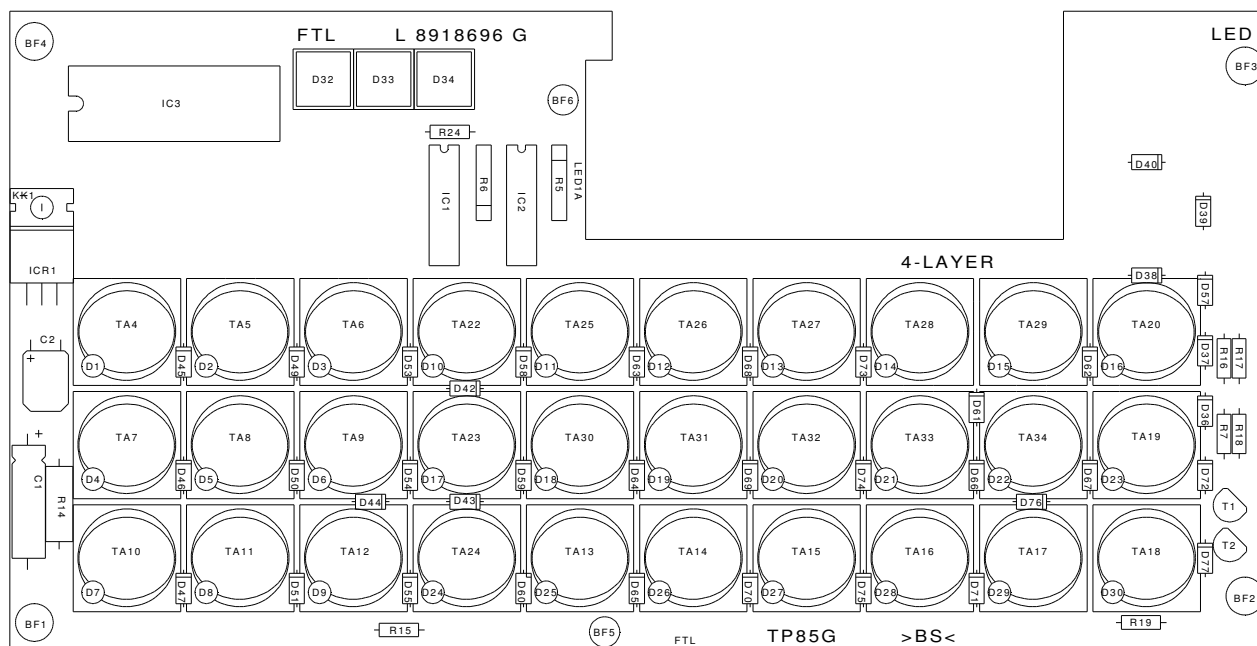 FTL L 8918696 G LED
BF4
BF3
D32 D33 D34
IC3
BF6
R24
D40
IC1 R6 IC2 R5 LED1A
KK1
I
D39
ICR1
4-LAYER
D38
D57
C2
+
TA4 TA5 TA6 TA22 TA25 TA26 TA27 TA28 TA29 TA20
D37 R16 R17
D1 D45 D2 D49 D3 D53 D10 D58 D11 D63 D12 D68 D13 D73 D14 D15 D62 D16
D42
D61
D36
C1
+
TA7 TA8 TA9 TA23 TA30 TA31 TA32 TA33 TA34 TA19
R7 R18
D4 D46 D5 D50 D6 D54 D17 D59 D18 D64 D19 D69 D20 D74 D21 D66 D22 D67 D23 D72
R14
D44 D43 D76
T1
TA10 TA11 TA12 TA24 TA13 TA14 TA15 TA16 TA17 TA18
T2
D77
D7 D47 D8 D51 D9 D55 D24 D60 D25 D65 D26 D70 D27 D75 D28 D71 D29 D30
BF2
BF1
R15
BF5
FTL
TP85G
>BS<
R19